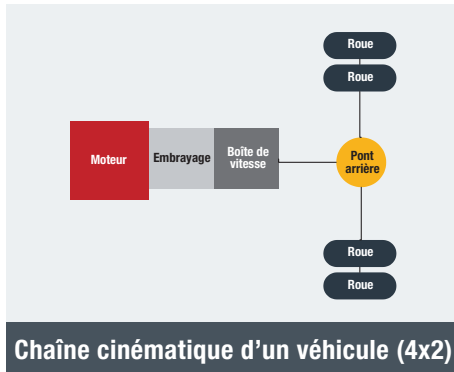 Roue
Roue
Moteur
Embrayage
Boîte de
vitesse
Pont
arrière
Roue
Roue
Chaîne cinématique d’un véhicule (4x2)